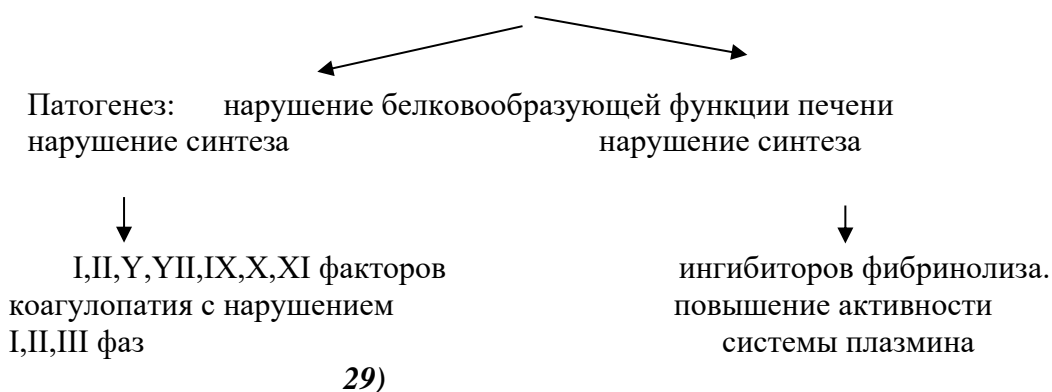 Патогенез: нарушение белковообразующей функции печени
нарушение синтеза нарушение синтеза
I,II,Y,YII,IX,X,XI факторов ингибиторов фибринолиза.
коагулопатия с нарушением повышение активности
I,II,III фаз системы плазмина
29)